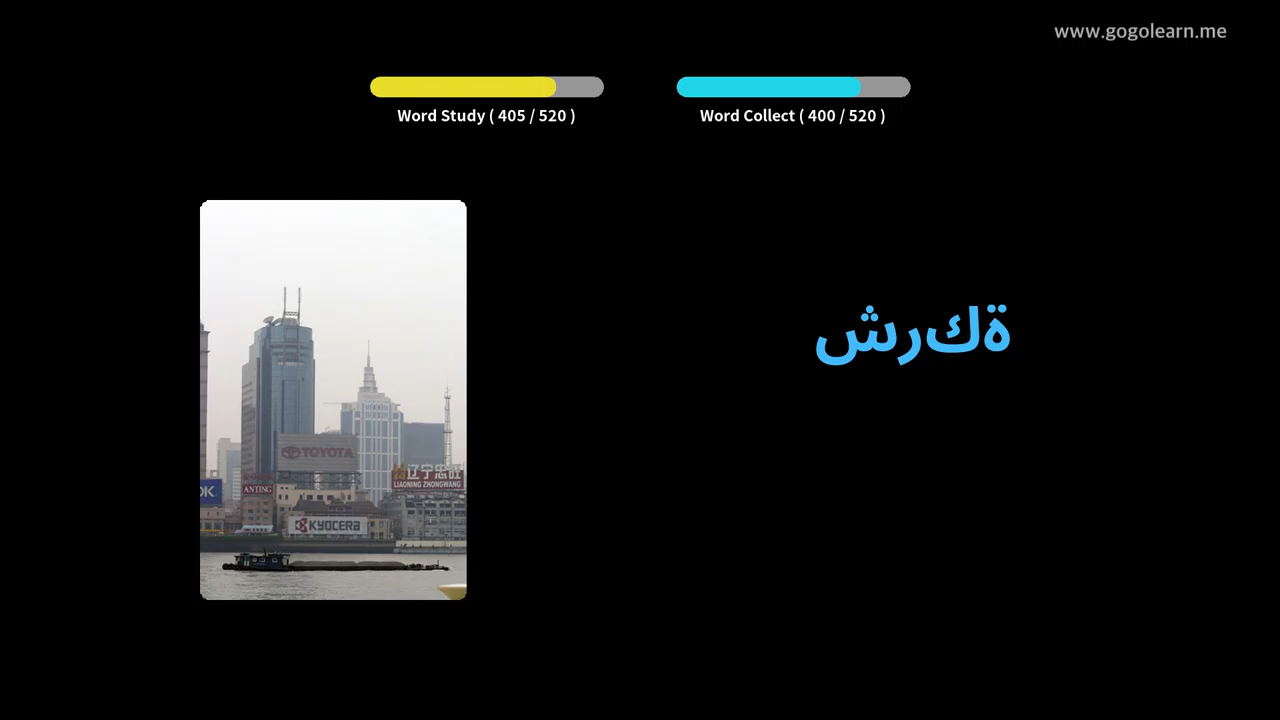 www.gogolearn.me
Word Study ( 405 / 520 )
Word Collect ( 400 / 520 )
شركة
TOYOTA
辽宁忠旺
LIAONING ZHONGWANG
OK
ANTING
KYOCERA